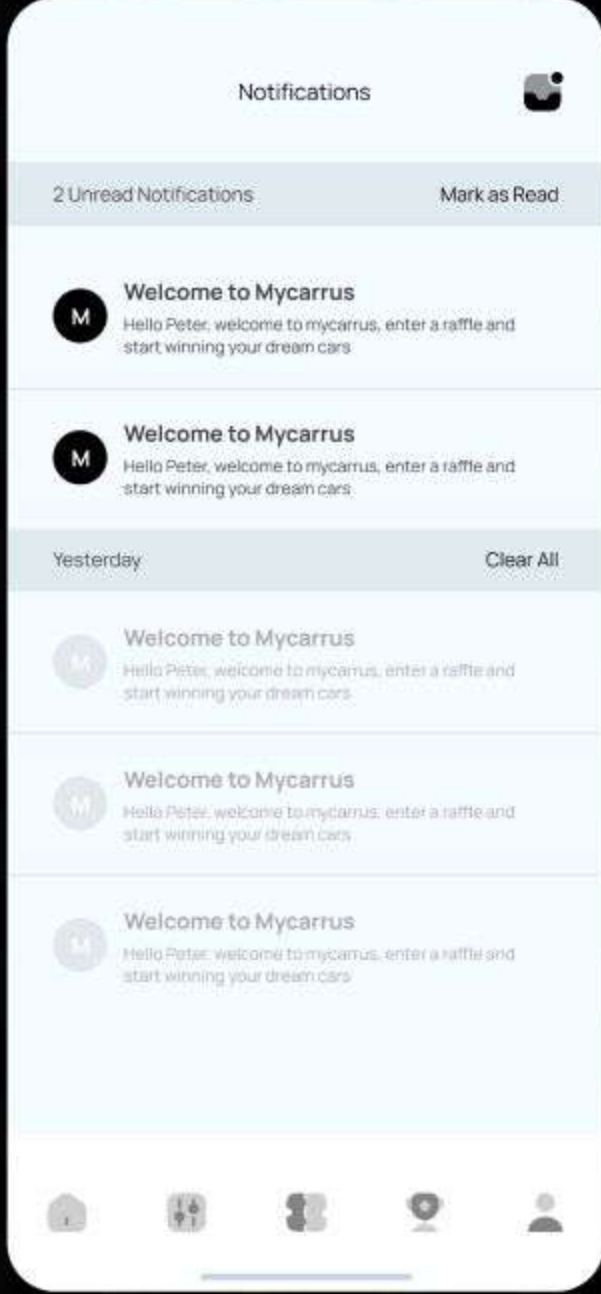 Notifications
2 Unread Notifications Mark as Read
Welcome to Mycarrus
M
Hello Peter, welcome to mycarrus, enter a raffle and
start winning your dream cars
Welcome to Mycarrus
M
Hello Peter, welcome to mycarrus, enter a raffle and
start winning your dream cars
Yesterday Clear All
Welcome to Mycarrus
M
Hello Peter, welcome to mycarrus, enter a raffle and
start winning your dream cars
Welcome to Mycarrus
M
Hello Peter, welcome to mycarrus, enter a raffle and
start winning your dream cars
Welcome to Mycarrus
M
Hello Peter, welcome to mycarrus, enter a raffle and
start winning your dream cars